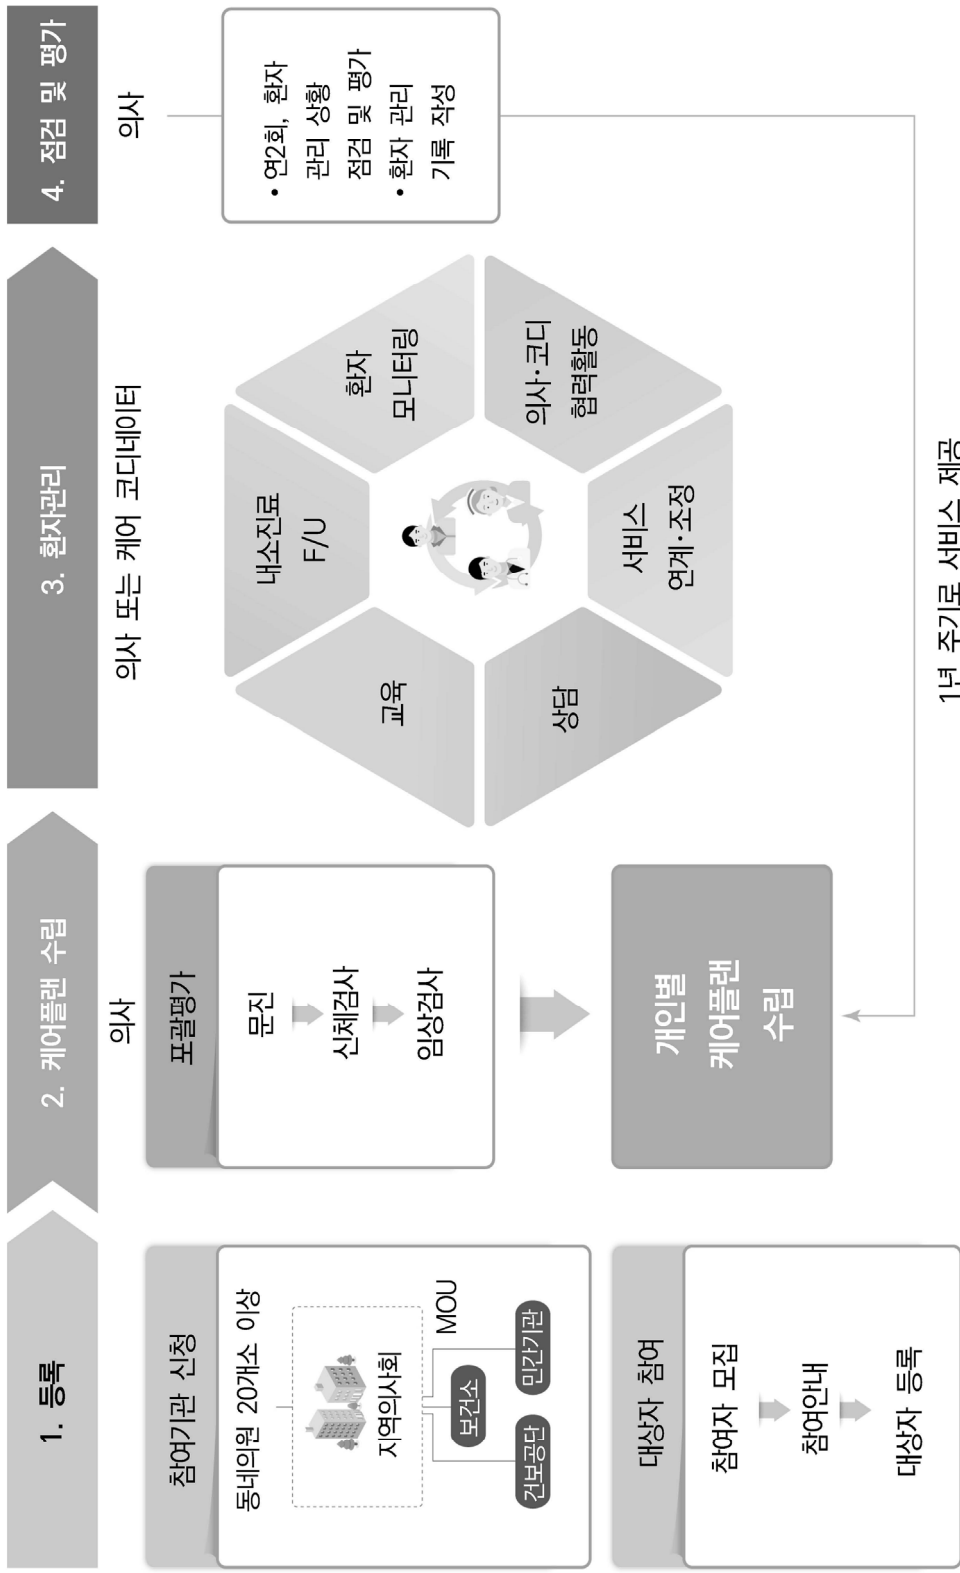 1. 등록
참여기관 신청
동네의원 20개소 이상
지역의사회
MOU
보건소
건보공단
민간기관
대상자 참여
참여자 모집
참여안내
대상자 등록
2. 케어플랜 수립
의사
포괄평가
문진
신체검사
임상검사
개인별
케어플랜
수립
3. 환자관리
의사 또는 케어 코디네이터
내소진료
F/U
환자
모니터링
교육
의사·코디
협력활동
상담
서비스
연계·조정
4. 점검 및 평가
의사
• 연2회, 환자
관리 상황
점검 및 평가
• 환자 관리
기록 작성
1년 주기로 서비스 제공